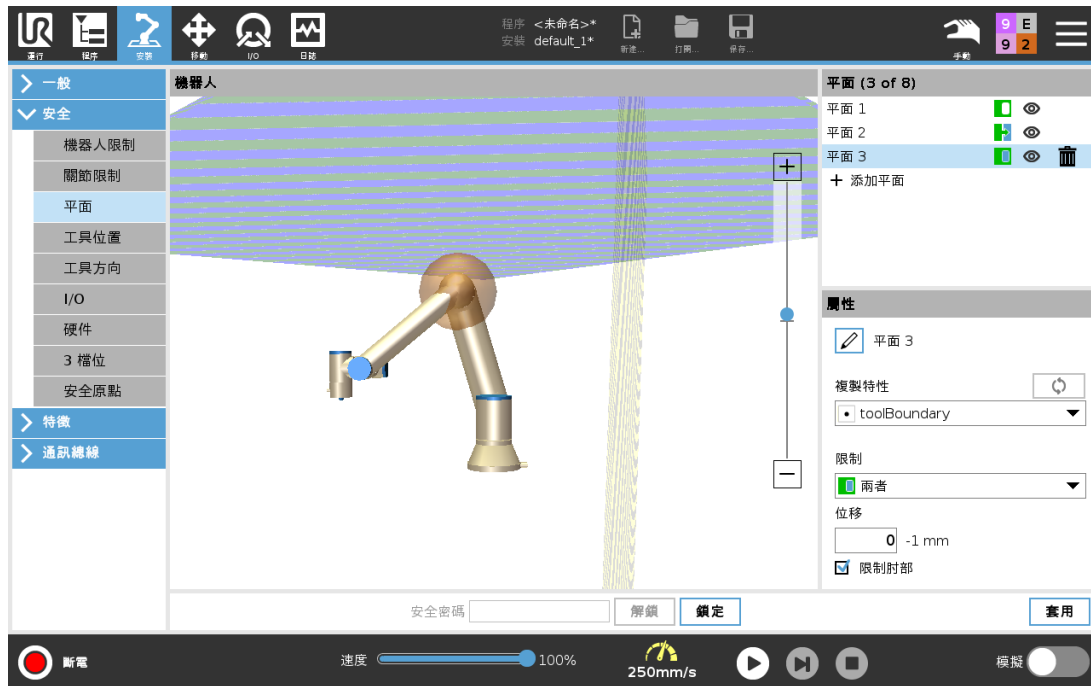 UR
運行
程序
安裝
移動
I/O
日誌
程序 <未命名>*
安裝 default_1*
新建...
打開...
保存...
手動
9 E
9 2
一般
安全
機器人限制
關節限制
平面
工具位置
工具方向
I/O
硬件
3 檔位
安全原點
特徵
通訊總線
機器人
平面 (3 of 8)
平面 1
平面 2
平面 3
+ 添加平面
屬性
平面 3
複製特性
toolBoundary
限制
兩者
位移
0 -1 mm
限制肘部
安全密碼
解鎖
鎖定
套用
斷電
速度
100%
250mm/s
模擬